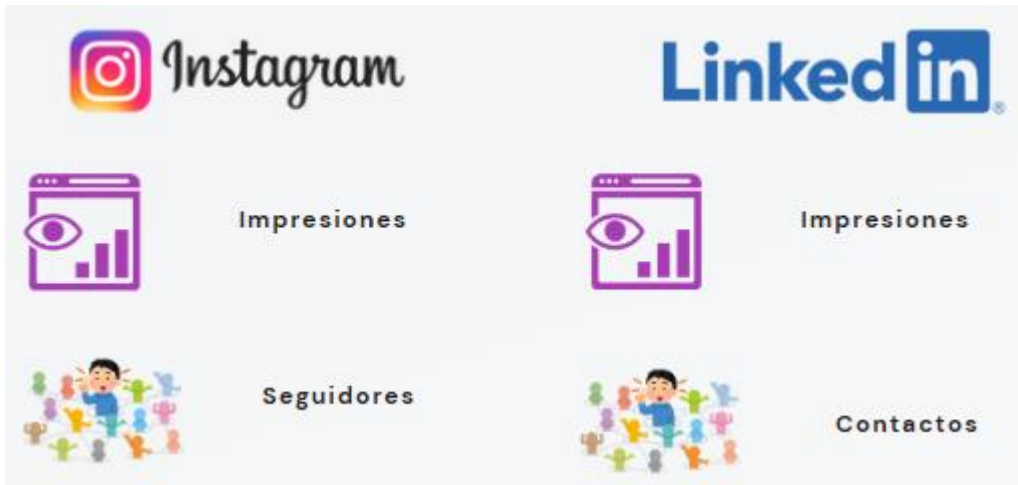 Instagram
LinkedIn®
Impresiones
Impresiones
Seguidores
Contactos